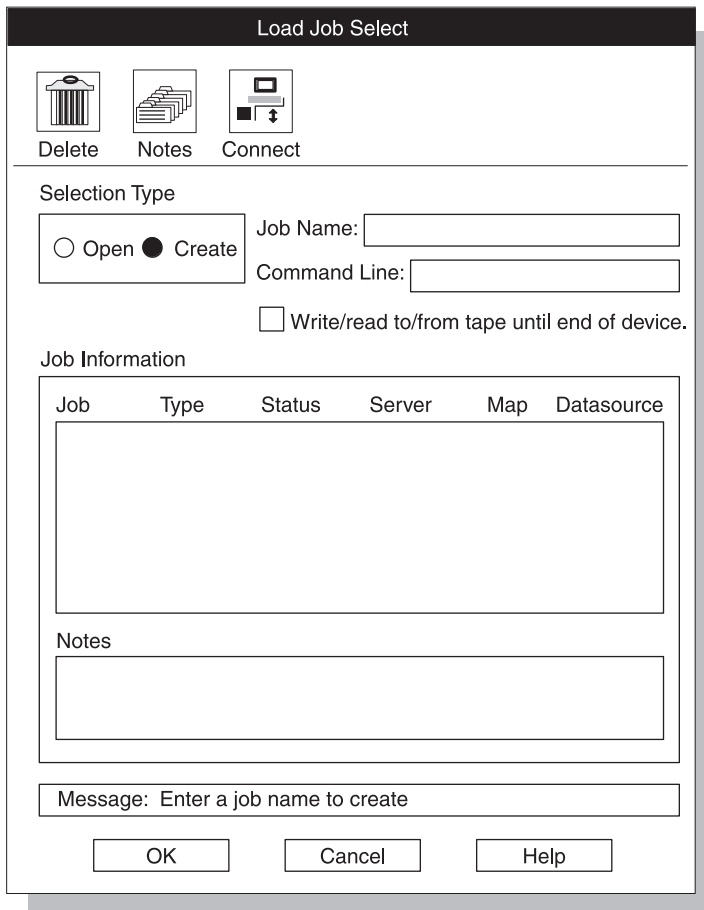 Load Job Select
Delete Notes Connect
Selection Type
Open Create
Job Name:
Command Line:
Write/read to/from tape until end of device.
Job Information
Job Type Status Server Map Datasource
Notes
Message: Enter a job name to create
OK Cancel Help